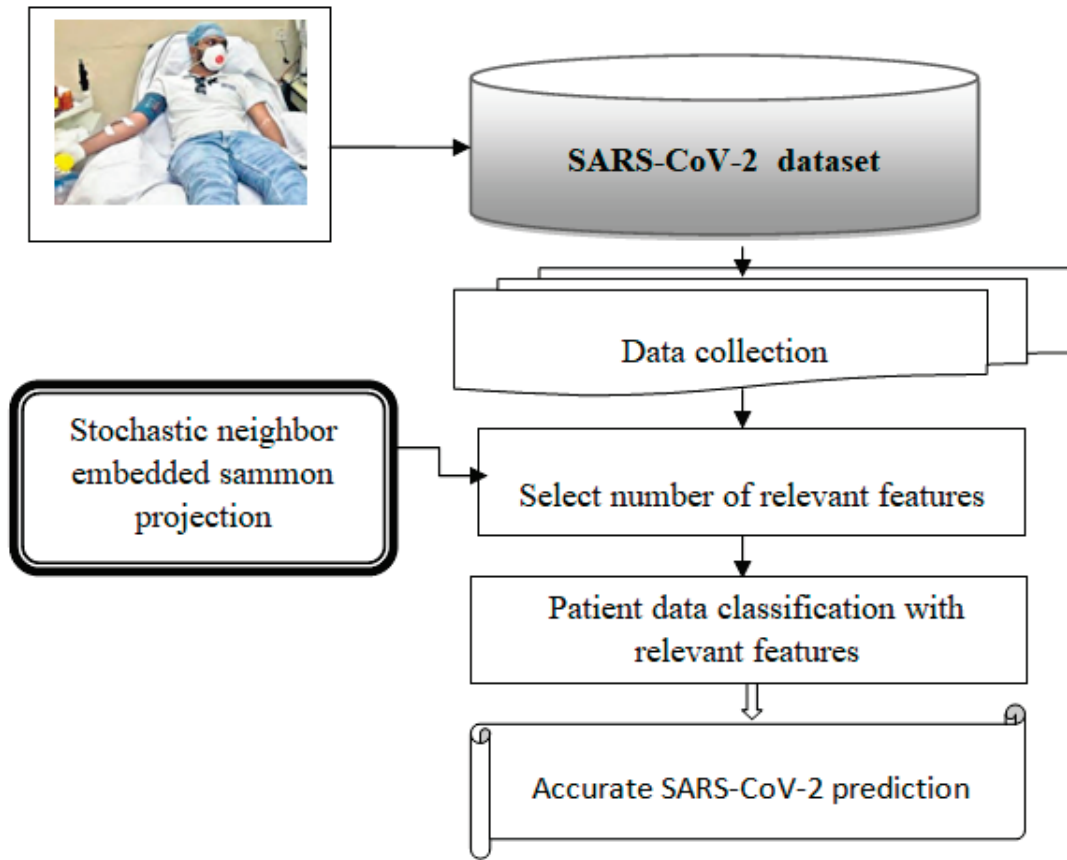 SARS-CoV-2 dataset
Data collection
Stochastic neighbor
embedded sammon
projection
Select number of relevant features
Patient data classification with
relevant features
Accurate SARS-CoV-2 prediction